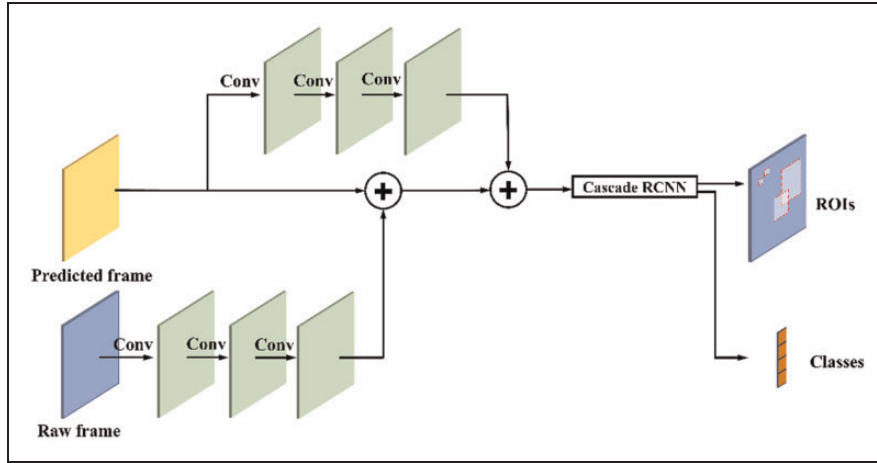 Conv
Conv
Conv
Predicted frame
Cascade RCNN
ROIs
Conv
Conv
Conv
Raw frame
Classes